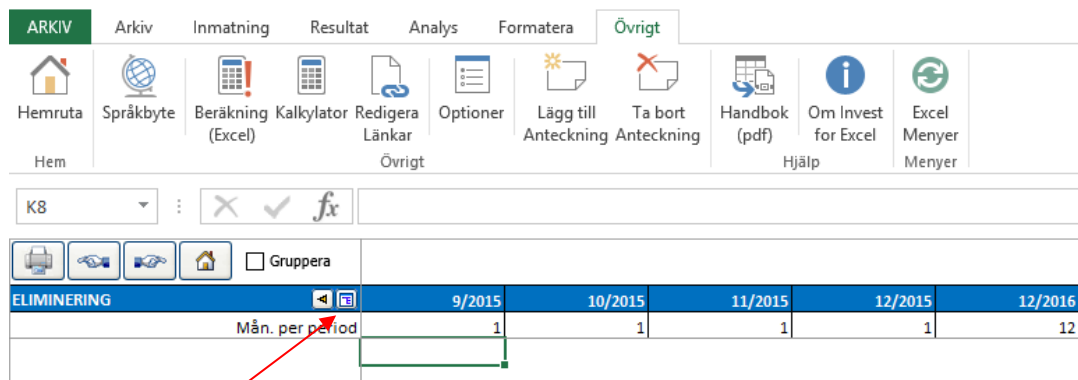 ARKIV Arkiv Inmatning Resultat Analys Formatera Övrigt
Hemruta Språkbyte Beräkning Kalkylator Redigera Optioner Lägg till Ta bort Handbok Om Invest Excel
(Excel) Länkar Anteckning Anteckning (pdf) for Excel Menyer
Hem Övrigt Hjälp Menyer
K8 fx
Gruppera
ELIMINERING 9/2015 10/2015 11/2015 12/2015 12/2016
Mån. per period 1 1 1 1 12